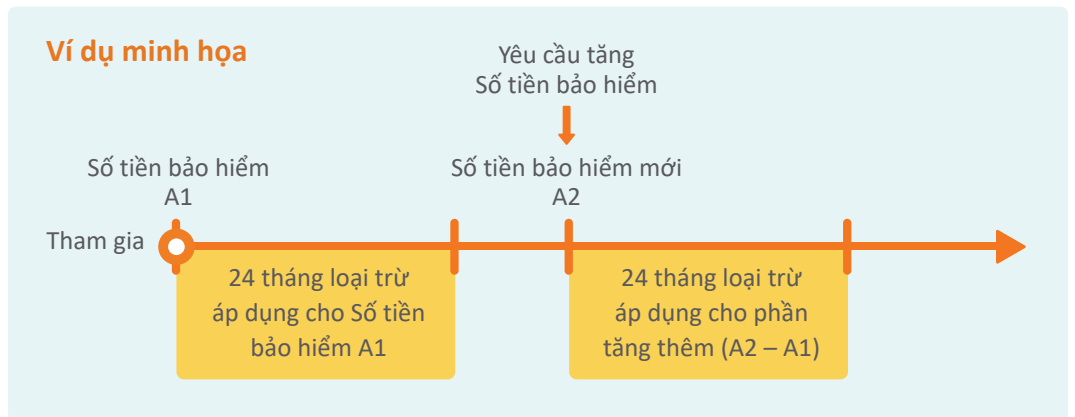 Ví dụ minh họa
Yêu cầu tăng
Số tiền bảo hiểm
Số tiền bảo hiểm
A1
Số tiền bảo hiểm mới
A2
Tham gia
24 tháng loại trừ
áp dụng cho Số tiền
bảo hiểm A1
24 tháng loại trừ
áp dụng cho phần
tăng thêm (A2 – A1)